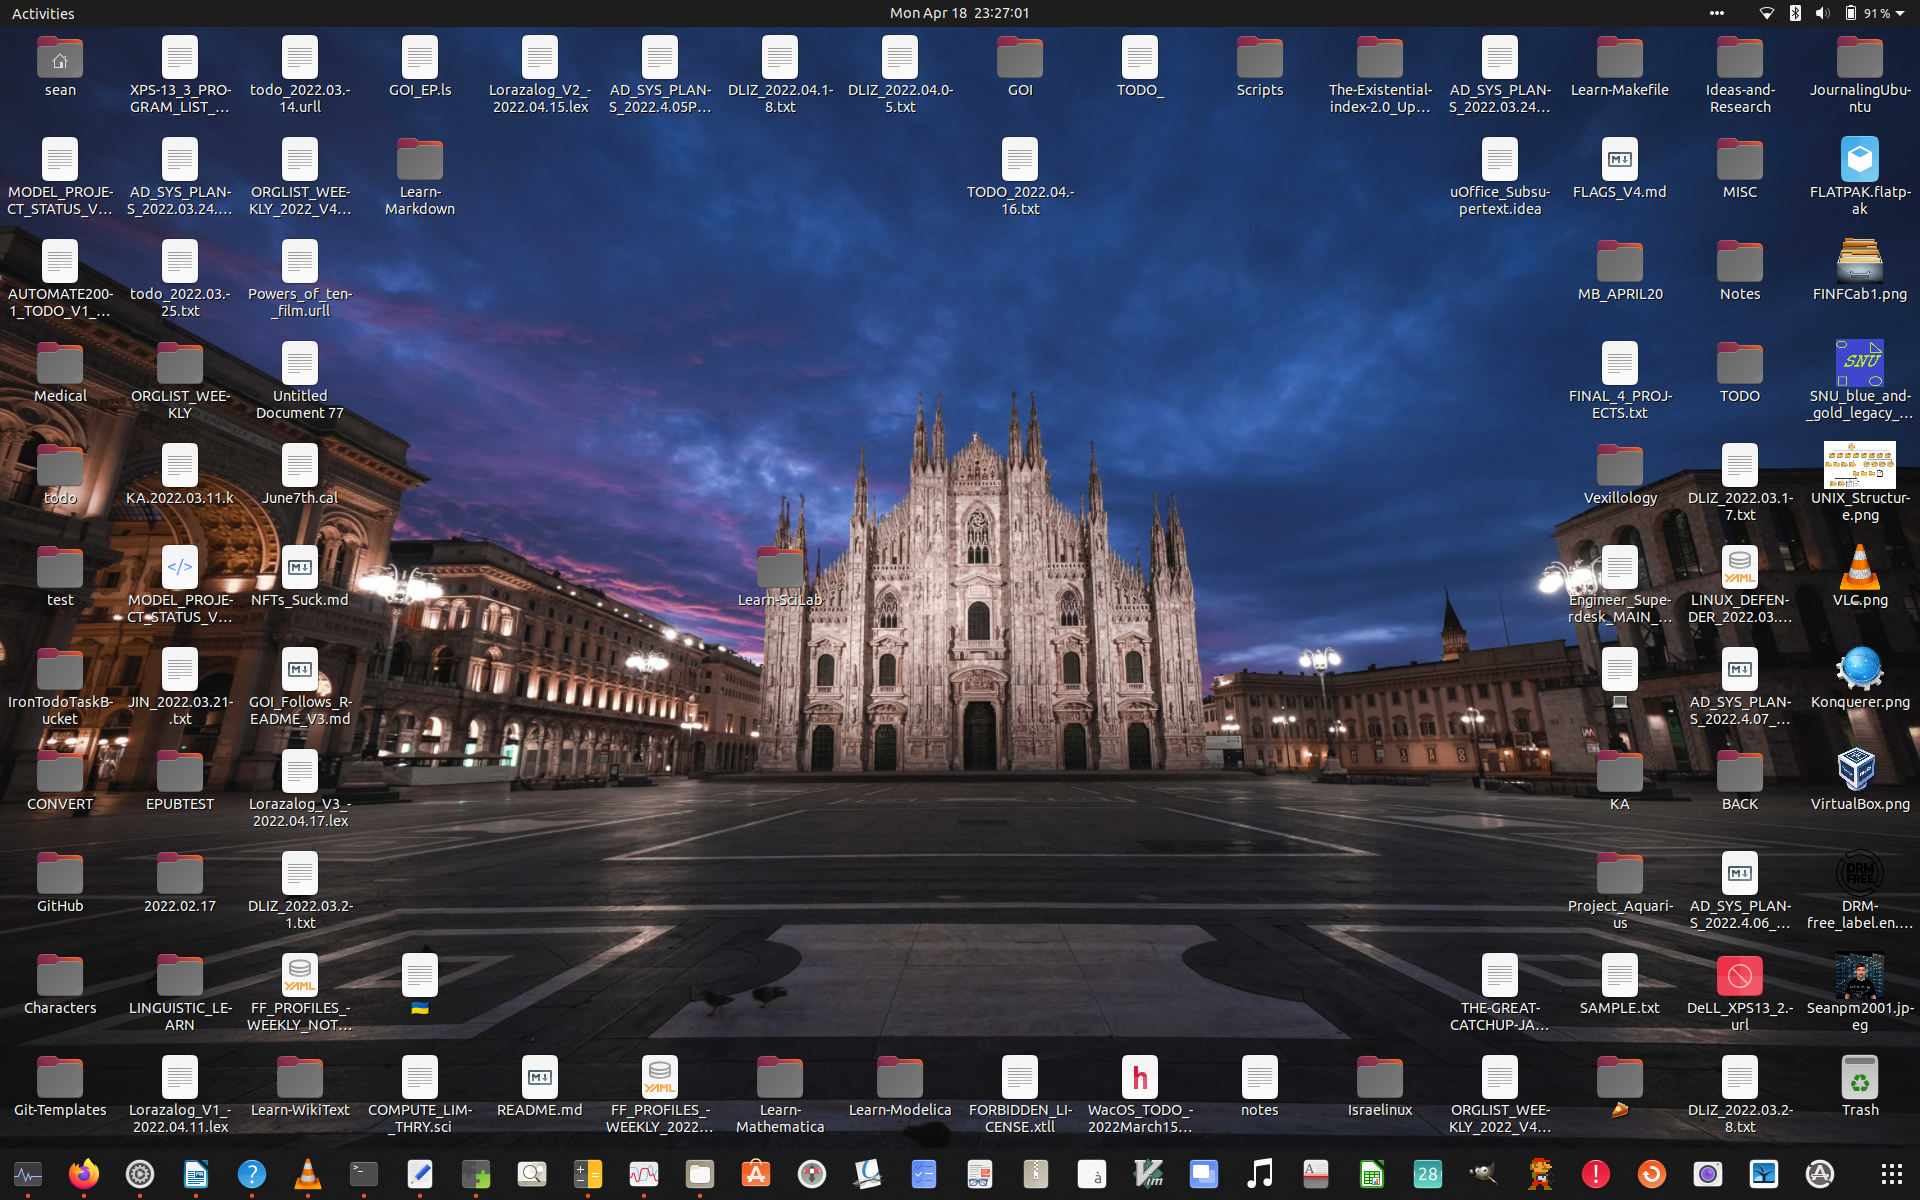 Activities
Mon Apr 18  23:27:01
91 %
sean
XPS-13_3_PRO-
GRAM_LIST_...
todo_2022.03.-
14.urll
GOI_EP.ls
Lorazalog_V2_-
2022.04.15.lex
AD_SYS_PLAN-
S_2022.4.05P...
DLIZ_2022.04.1-
8.txt
DLIZ_2022.04.0-
5.txt
GOI
TODO_
Scripts
The-Existential-
index-2.0_Up...
AD_SYS_PLAN-
S_2022.03.24...
Learn-Makefile
Ideas-and-
Research
JournalingUbu-
ntu
MODEL_PROJE-
CT_STATUS_V...
AD_SYS_PLAN-
S_2022.03.24....
ORGLIST_WEE-
KLY_2022_V4...
Learn-
Markdown
TODO_2022.04.-
16.txt
uOffice_Subsu-
pertext.idea
FLAGS_V4.md
MISC
FLATPAK.flatp-
ak
AUTOMATE200-
1_TODO_V1_...
todo_2022.03.-
25.txt
Powers_of_ten-
_film.urll
MB_APRIL20
Notes
FINFCab1.png
Medical
ORGLIST_WEE-
KLY
Untitled
Document 77
FINAL_4_PROJ-
ECTS.txt
TODO
SNU
SNU_blue_and-
_gold_legacy_...
todo
KA.2022.03.11.k
June7th.cal
Vexillology
DLIZ_2022.03.1-
7.txt
UNIX_Structur-
e.png
test
MODEL_PROJE-
CT_STATUS_V...
NFTs_Suck.md
Learn-SciLab
Engineer_Supe-
rdesk_MAIN_...
YAML
LINUX_DEFEN-
DER_2022.03....
VLC.png
IronTodoTaskB-
ucket
JIN_2022.03.21-
.txt
GOI_Follows_R-
EADME_V3.md
AD_SYS_PLAN-
S_2022.4.07_...
Konquerer.png
CONVERT
EPUBTEST
Lorazalog_V3_-
2022.04.17.lex
KA
BACK
VirtualBox.png
GitHub
2022.02.17
DLIZ_2022.03.2-
1.txt
Project_Aquari-
us
AD_SYS_PLAN-
S_2022.4.06_...
DRM
FREE
DRM-
free_label.en....
Characters
LINGUISTIC_LE-
ARN
YAML
FF_PROFILES_-
WEEKLY_NOT...
🇺🇦
THE-GREAT-
CATCHUP-JA...
SAMPLE.txt
DeLL_XPS13_2.-
url
Seanpm2001.jp-
eg
Git-Templates
Lorazalog_V1_-
2022.04.11.lex
Learn-WikiText
COMPUTE_LIM-
_THRY.sci
README.md
YAML
FF_PROFILES_-
WEEKLY_2022...
Learn-
Mathematica
Learn-Modelica
FORBIDDEN_LI-
CENSE.xtll
h
WacOS_TODO_-
2022March15...
notes
Israelinux
ORGLIST_WEE-
KLY_2022_V4...
🥧
DLIZ_2022.03.2-
8.txt
Trash
28